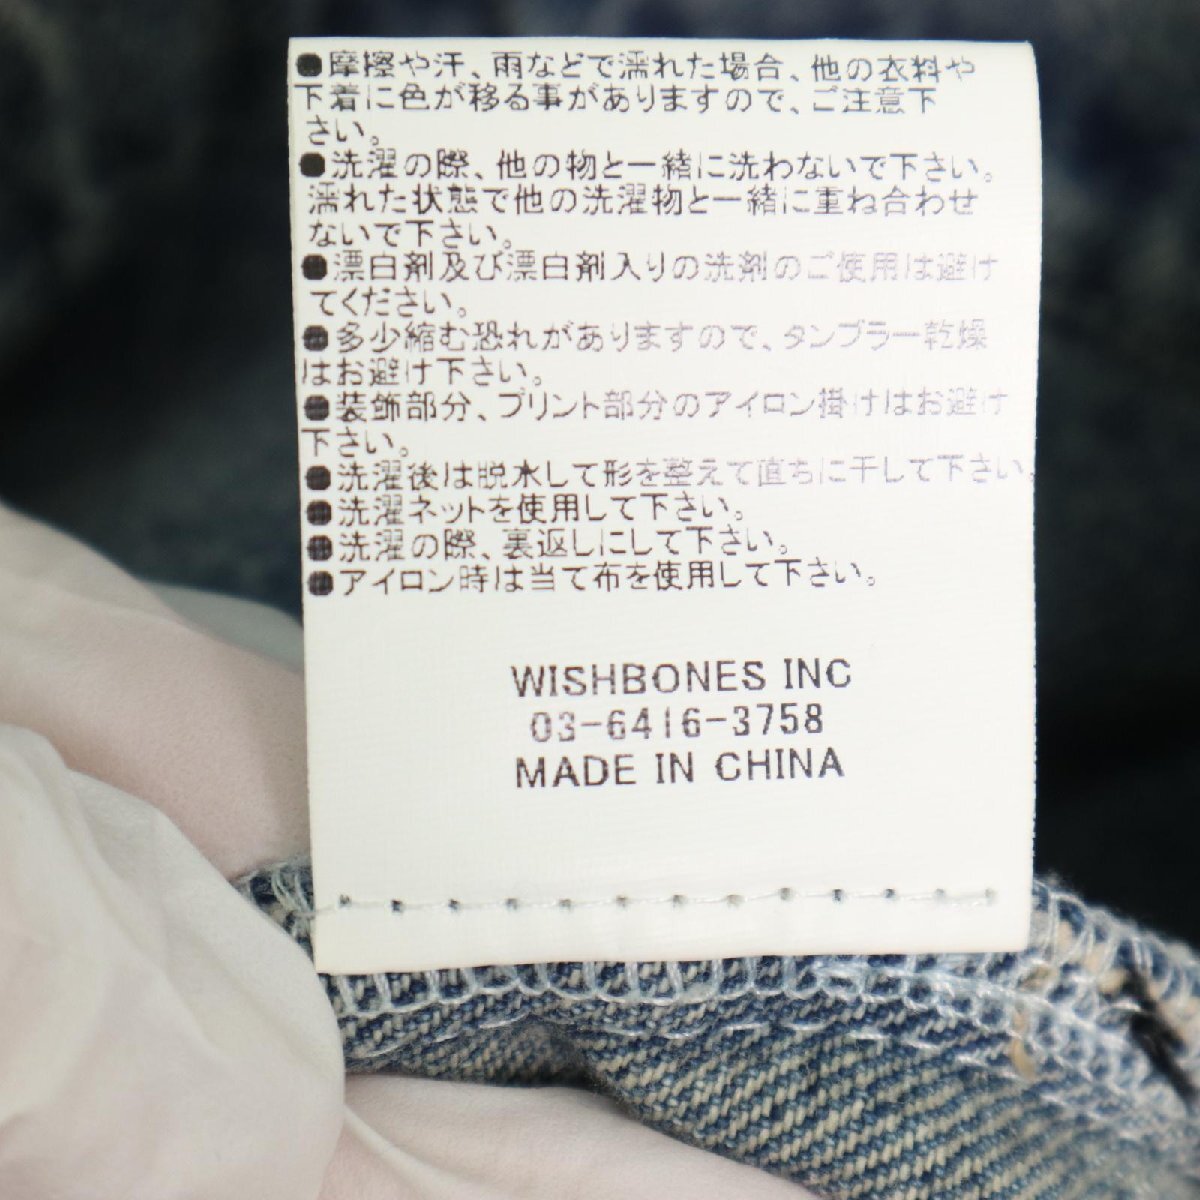 ●摩擦や汗、雨などで濡れた場合、他の衣料や
下着に色が移る事がありますので、ご注意下
さい。
●洗濯の際、他の物と一緒に洗わないで下さい。
濡れた状態で他の洗濯物と一緒に重ね合わせ
ないで下さい。
●漂白剤及び漂白剤入りの洗剤のご使用は避け
てください。
●多少縮む恐れがありますので、タンブラー乾燥
はお避け下さい。
●装飾部分、プリント部分のアイロン掛けはお避け
下さい。
●洗濯後は脱水して形を整えて直ちに干して下さい。
●洗濯ネットを使用して下さい。
●洗濯の際、裏返しにして下さい。
●アイロン時は当て布を使用して下さい。
WISHBONES INC
03-6416-3758
MADE IN CHINA